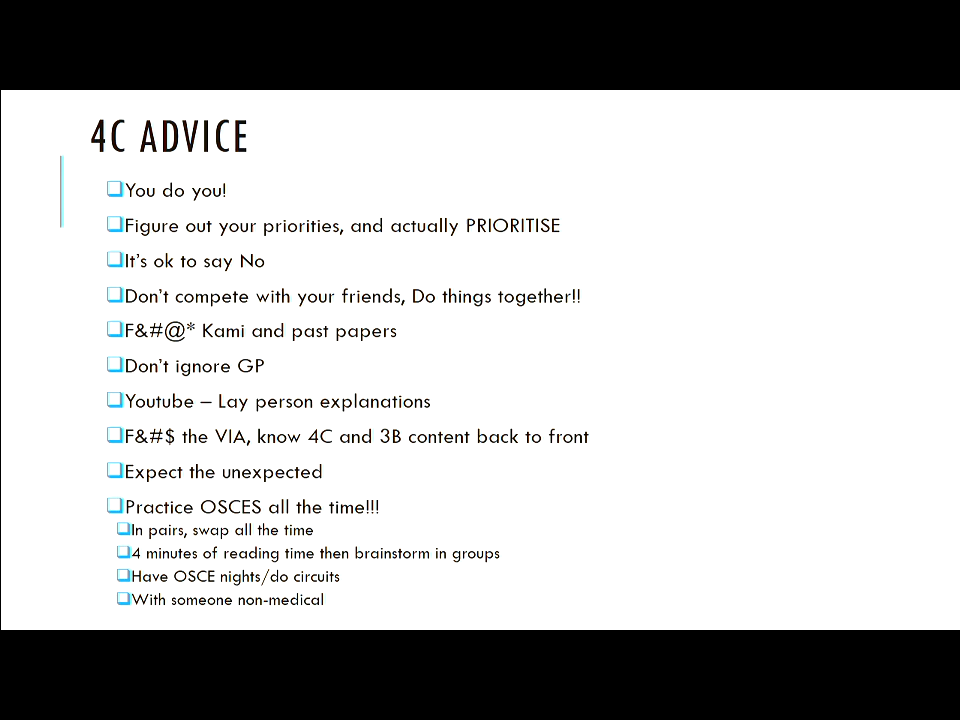 4C ADVICE
❑You do you!
❑Figure out your priorities, and actually PRIORITISE
❑It's ok to say No
❑Don't compete with your friends, Do things together!!
❑F&#@* Kami and past papers
❑Don't ignore GP
❑Youtube – Lay person explanations
❑F&#$ the VIA, know 4C and 3B content back to front
❑Expect the unexpected
❑Practice OSCES all the time!!!
❑In pairs, swap all the time
❑4 minutes of reading time then brainstorm in groups
❑Have OSCE nights/do circuits
❑With someone non-medical